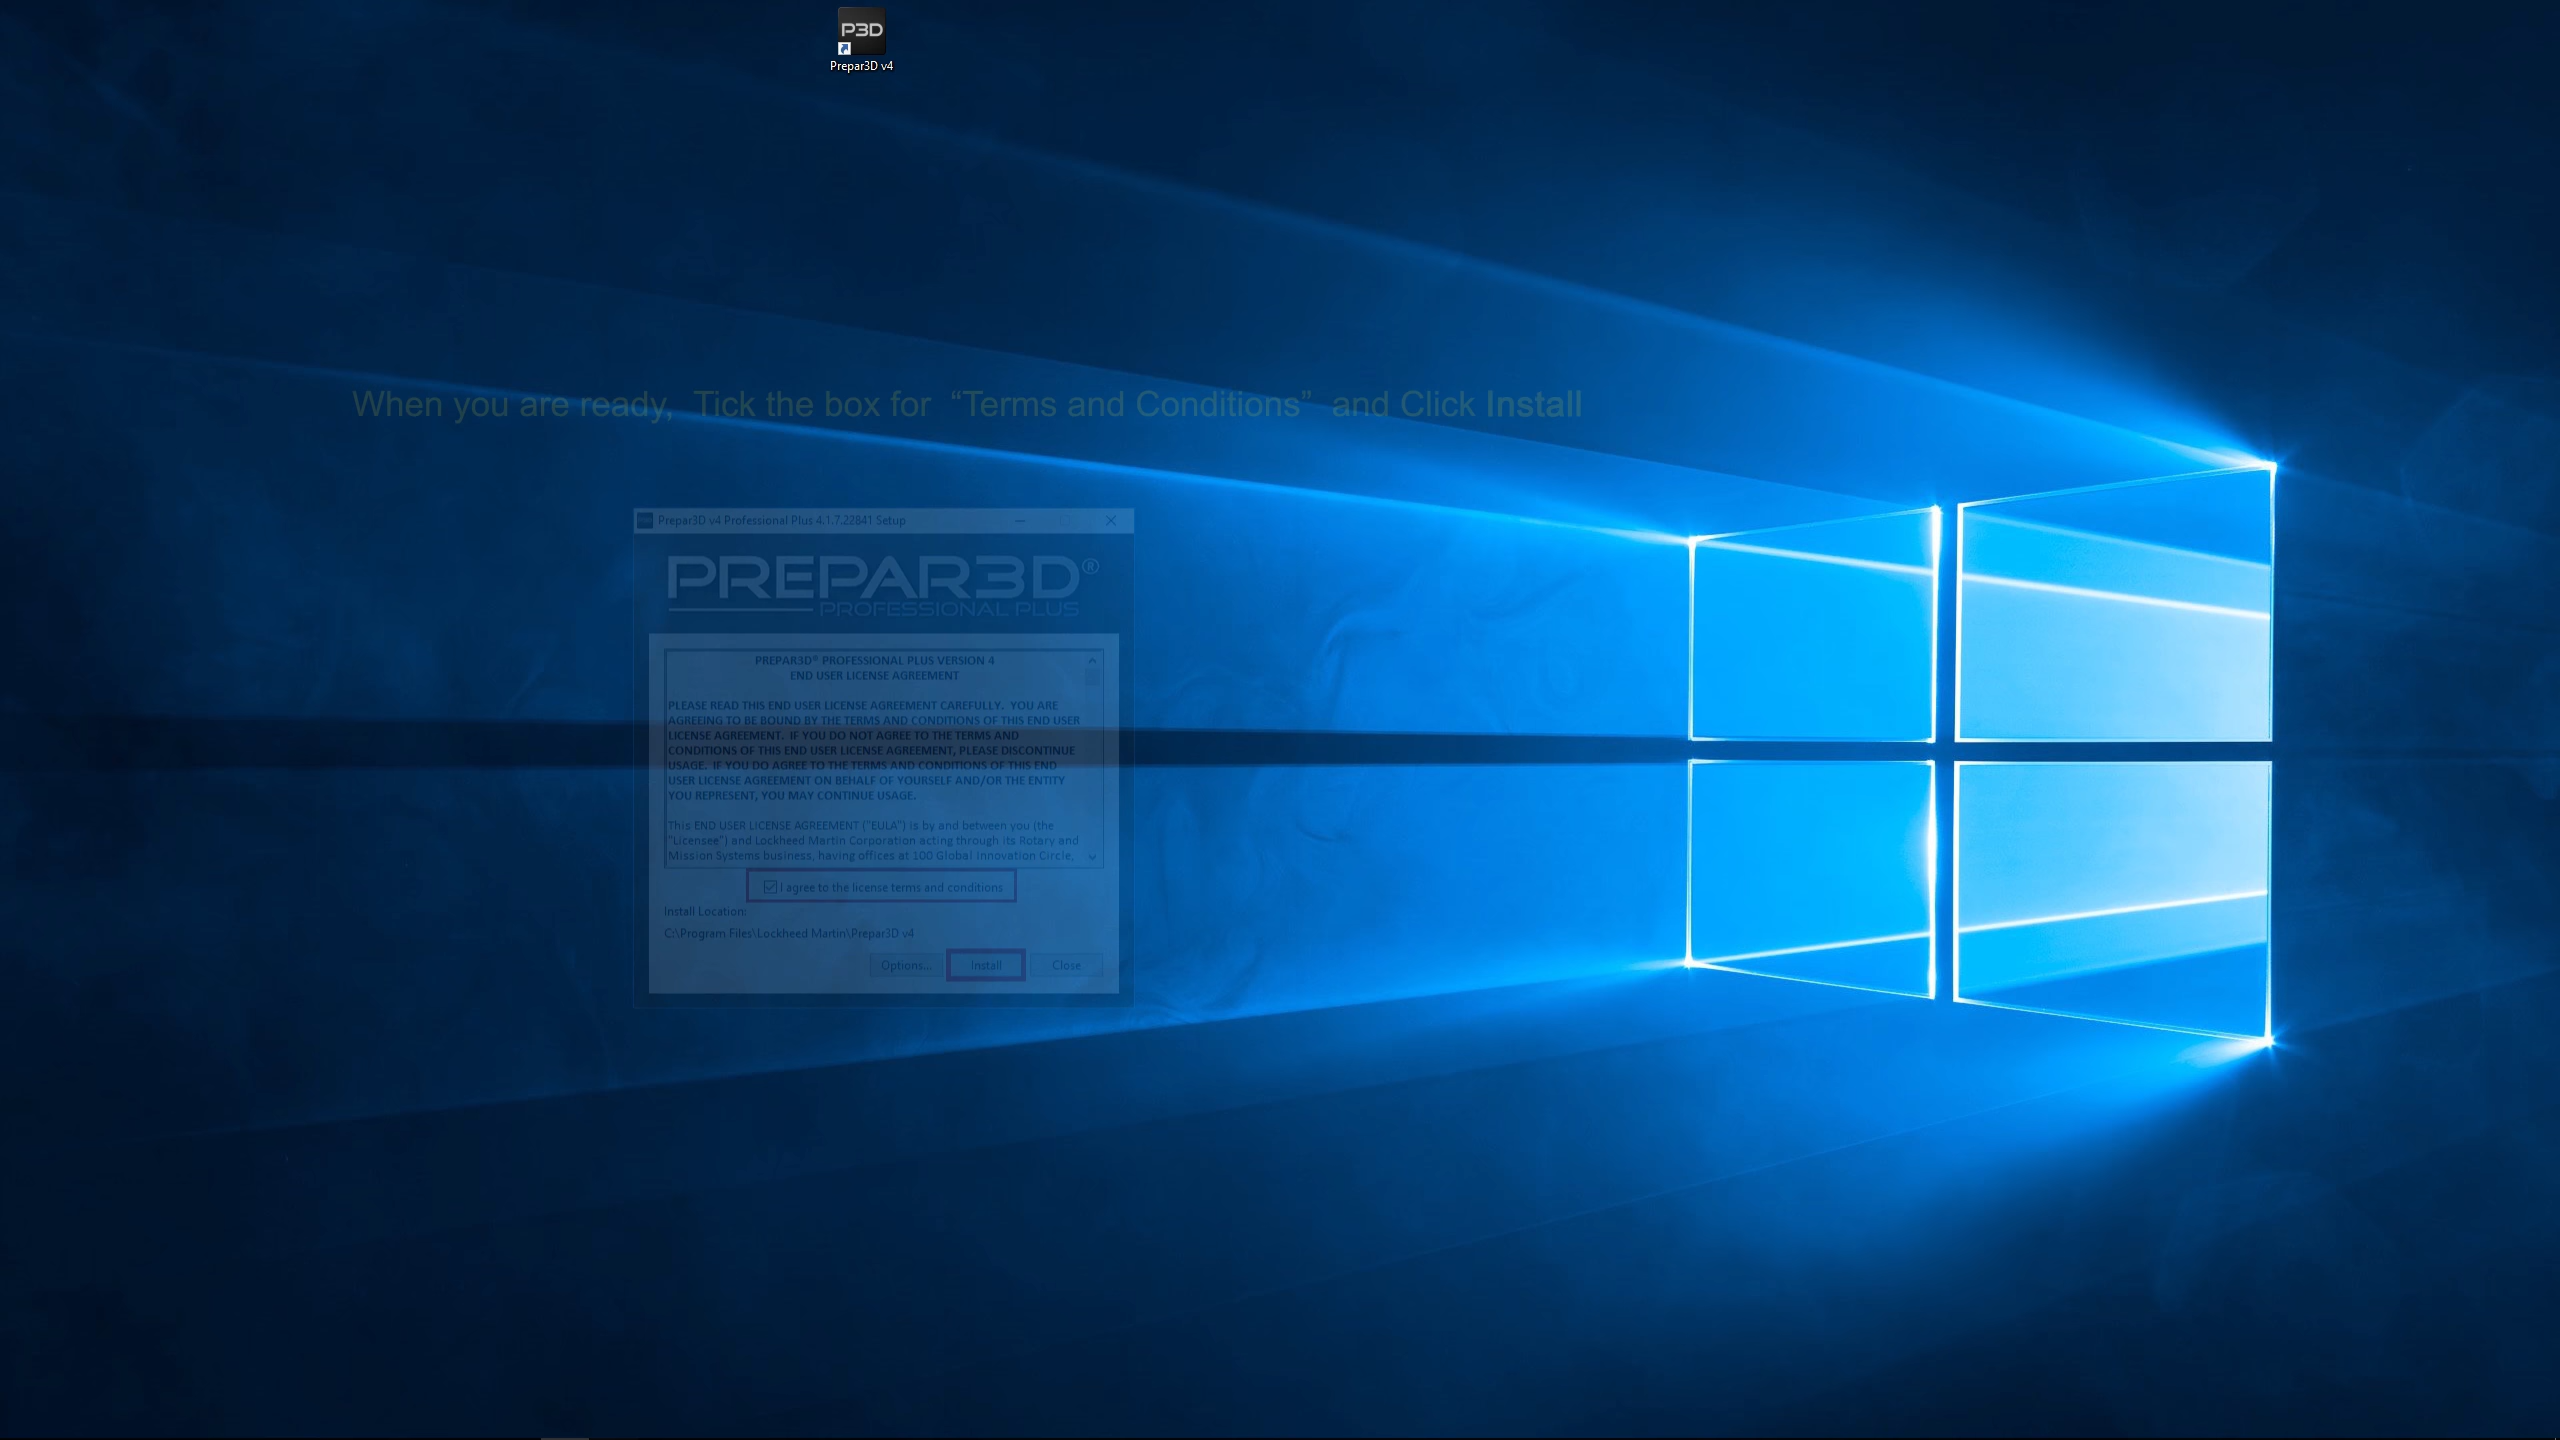 P3D
Prepar3D v4
When you are ready, Tick the box for “Terms and Conditions” and Click Install
Prepar3D v4 Professional Plus 4.1.7.22841 Setup
PREPAR3D®
PROFESSIONAL PLUS
PREPAR3D® PROFESSIONAL PLUS VERSION 4
END USER LICENSE AGREEMENT
PLEASE READ THIS END USER LICENSE AGREEMENT CAREFULLY. YOU ARE
AGREEING TO BE BOUND BY THE TERMS AND CONDITIONS OF THIS END USER
LICENSE AGREEMENT. IF YOU DO NOT AGREE TO THE TERMS AND
CONDITIONS OF THIS END USER LICENSE AGREEMENT, PLEASE DISCONTINUE
USAGE. IF YOU DO AGREE TO THE TERMS AND CONDITIONS OF THIS END
USER LICENSE AGREEMENT ON BEHALF OF YOURSELF AND/OR THE ENTITY
YOU REPRESENT, YOU MAY CONTINUE USAGE.
This END USER LICENSE AGREEMENT ("EULA") is by and between you (the
"Licensee") and Lockheed Martin Corporation acting through its Rotary and
Mission Systems business, having offices at 100 Global Innovation Circle,
I agree to the license terms and conditions
Install Location:
C:\Program Files\Lockheed Martin\Prepar3D v4
Options... Install Close